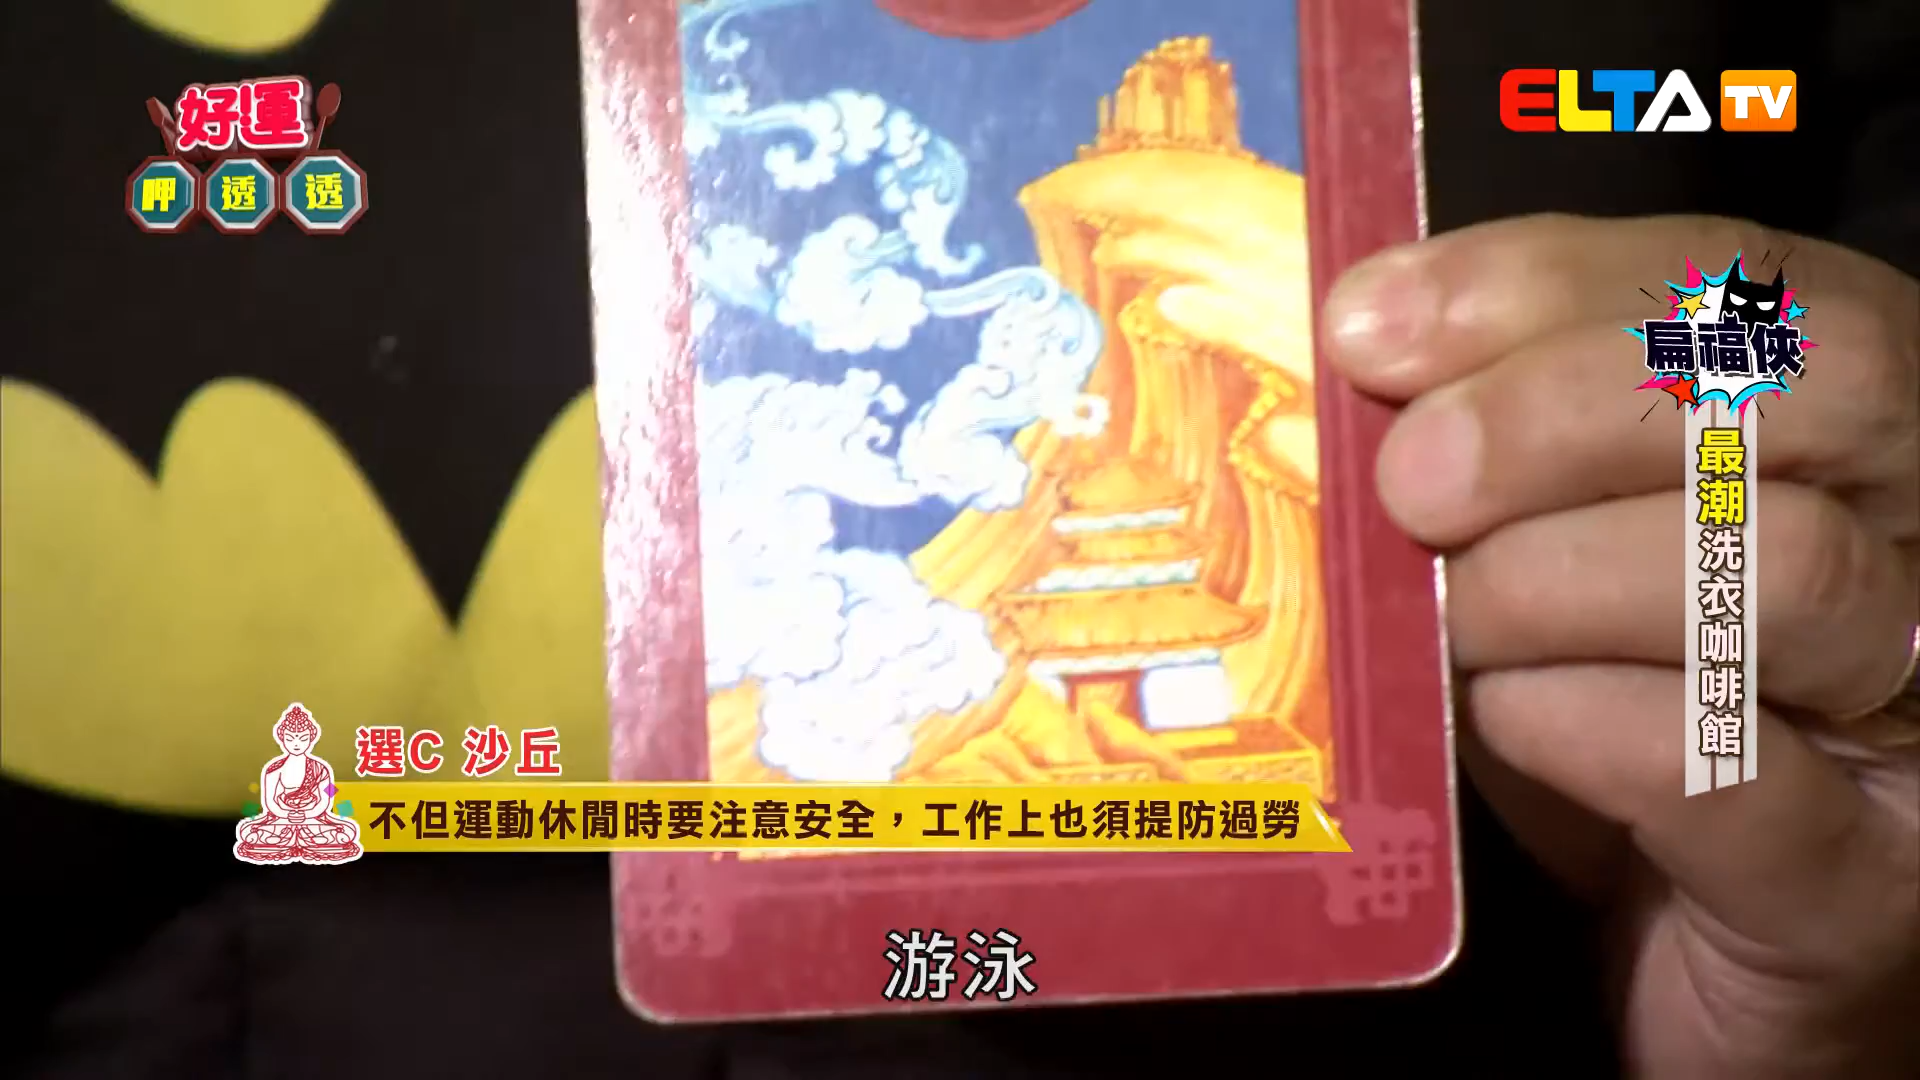 好!運
呷透透
ELTA TV
扁福俠
最潮洗衣咖啡館
選C 沙丘
不但運動休閒時要注意安全，工作上也須提防過勞
游泳